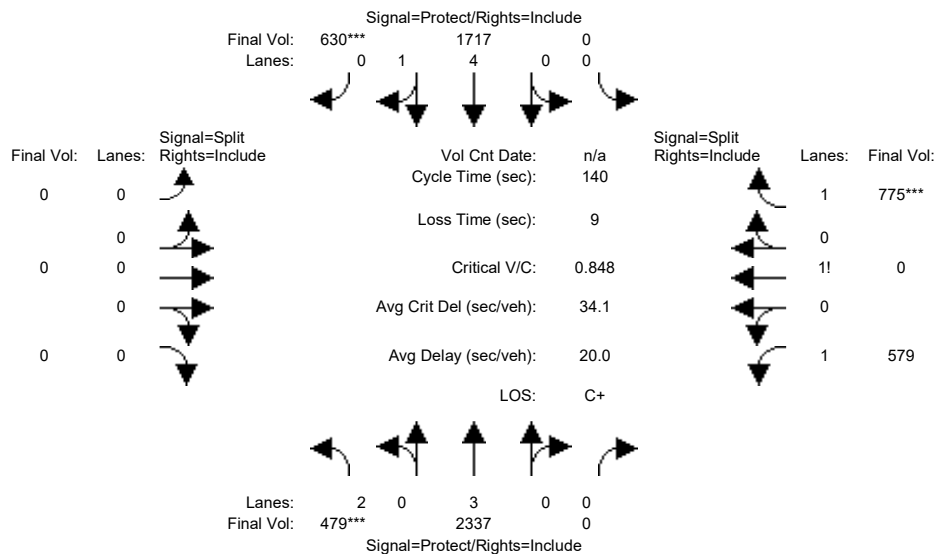 Signal=Protect/Rights=Include
Final Vol: 630*** 1717 0
Lanes: 0 1 4 0 0
Signal=Split
Final Vol: Lanes: Rights=Include
Vol Cnt Date: n/a
Signal=Split
Rights=Include Lanes: Final Vol:
Cycle Time (sec): 140
0 0
1 775***
Loss Time (sec): 9
0
0
0 0
Critical V/C: 0.848
1! 0
0
Avg Crit Del (sec/veh): 34.1
0
0 0
Avg Delay (sec/veh): 20.0
1 579
LOS: C+
Lanes: 2 0 3 0 0
Final Vol: 479*** 2337 0
Signal=Protect/Rights=Include